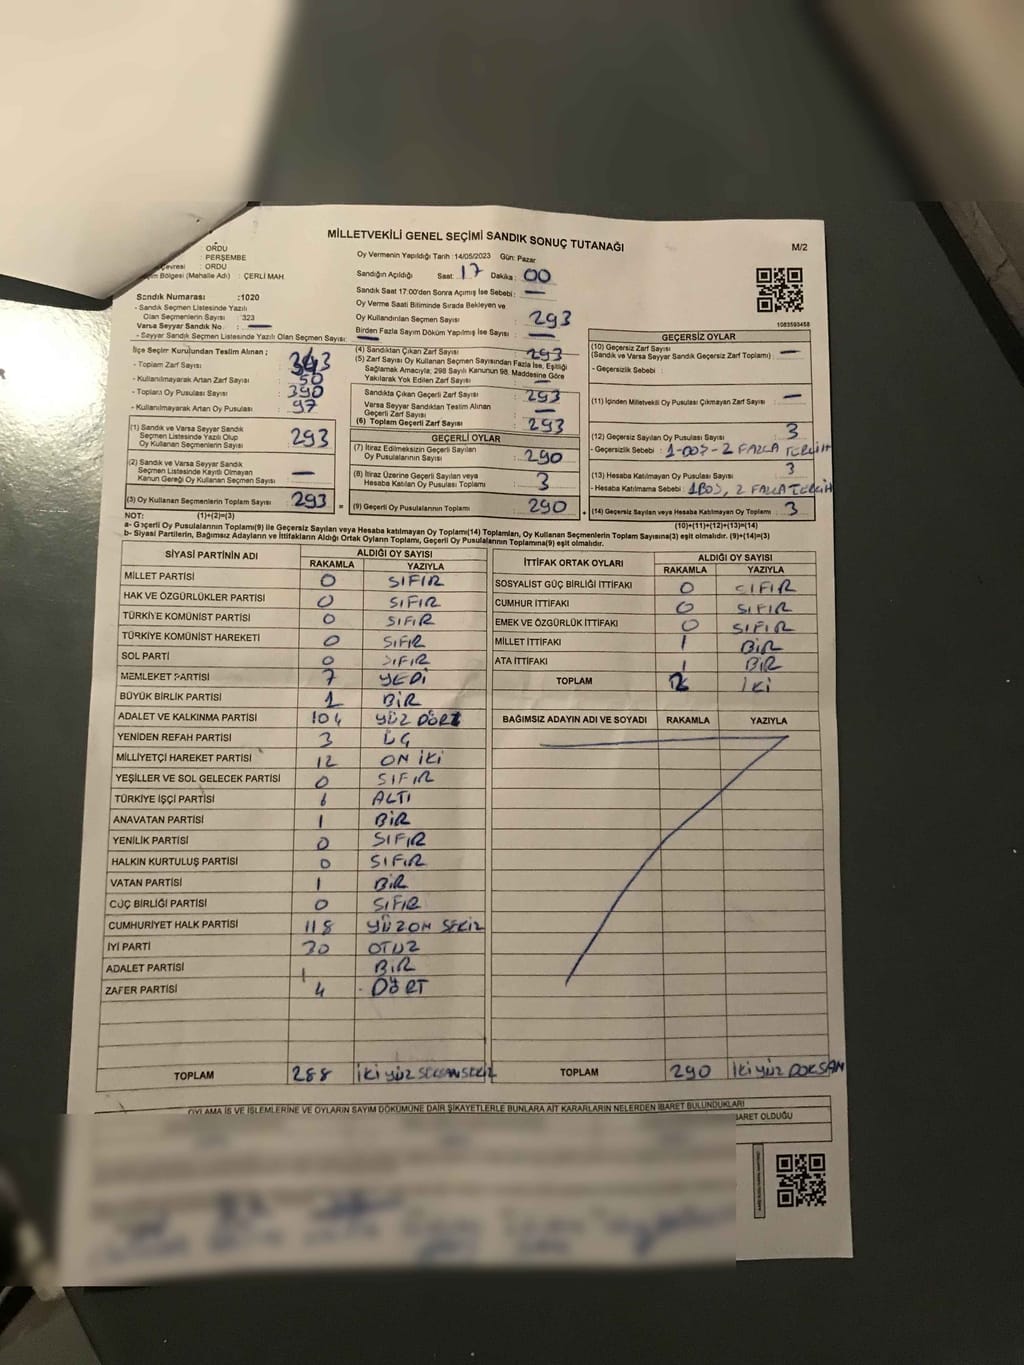 MİLLETVEKİLİ GENEL SEÇİMİ SANDIK SONUÇ TUTANAĞI
M/2
ORDU
: PERŞEMBE
çevresi : ORDU
Bölgesi (Mahalle Adı) : ÇERLİ MAH
Sandık Numarası :1020
- Sandık Seçmen Listesinde Yazılı
Olan Seçmenlerin Sayısı : 323
Varsa Seyyar Sandık No. : —
- Seyyar Sandık Seçmen Listesinde Yazılı Olan Seçmen Sayısı: —
Oy Vermenin Yapıldığı Tarih : 14/05/2023 Gün: Pazar
Sandığın Açıldığı Saat: 17 Dakika: 00
Sandık Saat 17:00'den Sonra Açılmış İse Sebebi : —
Oy Verme Saati Bitiminde Sırada Bekleyen ve
Oy Kullandırılan Seçmen Sayısı : 293
Birden Fazla Sayım Döküm Yapılmış İse Sayısı : —
1083593458
İlçe Seçim Kurulundan Teslim Alınan ;
- Toplam Zarf Sayısı : 343
- Kullanılmayarak Artan Zarf Sayısı : 50
- Toplam Oy Pusulası Sayısı : 390
- Kullanılmayarak Artan Oy Pusulası : 97
(1) Sandık ve Varsa Seyyar Sandık
Seçmen Listesinde Yazılı Olup
Oy Kullanan Seçmenlerin Sayısı : 293
(2) Sandık ve Varsa Seyyar Sandık
Seçmen Listesinde Kayıtlı Olmayan
Kanun Gereği Oy Kullanan Seçmen Sayısı : —
(3) Oy Kullanan Seçmenlerin Toplam Sayısı : 293
(4) Sandıktan Çıkan Zarf Sayısı : 293
(5) Zarf Sayısı Oy Kullanan Seçmen Sayısından Fazla İse, Eşitliği
Sağlamak Amacıyla; 298 Sayılı Kanunun 98. Maddesine Göre
Yakılarak Yok Edilen Zarf Sayısı : —
Sandıkta Çıkan Geçerli Zarf Sayısı : 293
Varsa Seyyar Sandıktan Teslim Alınan
Geçerli Zarf Sayısı : —
(6) Toplam Geçerli Zarf Sayısı : 293
GEÇERLİ OYLAR
(7) İtiraz Edilmeksizin Geçerli Sayılan
Oy Pusulasının Sayısı : 290
(8) İtiraz Üzerine Geçerli Sayılan veya
Hesaba Katılan Oy Pusulası Toplamı : 3
= (9) Geçerli Oy Pusulalarının Toplamı : 290
GEÇERSİZ OYLAR
(10) Geçersiz Zarf Sayısı
(Sandık ve Varsa Seyyar Sandık Geçersiz Zarf Toplamı) : —
- Geçersizlik Sebebi :
(11) İçinden Milletvekili Oy Pusulası Çıkmayan Zarf Sayısı : —
(12) Geçersiz Sayılan Oy Pusulası Sayısı : 3
- Geçersizlik Sebebi : 1-BOŞ-2 FAZLA TERCİH
(13) Hesaba Katılmayan Oy Pusulası Sayısı : 3
- Hesaba Katılmama Sebebi : 1BOŞ, 2 FAZLA TERCİH
+ (14) Geçersiz Sayılan veya Hesaba Katılmayan Oy Toplamı : 3
NOT: (1)+(2)=(3)
(10)+(11)+(12)+(13)=(14)
a- Geçerli Oy Pusulalarının Toplamı(9) ile Geçersiz Sayılan veya Hesaba katılmayan Oy Toplamı(14) Toplamları, Oy Kullanan Seçmenlerin Toplam Sayısına(3) eşit olmalıdır. (9)+(14)=(3)
b- Siyasi Partilerin, Bağımsız Adayların ve İttifakların Aldığı Ortak Oyların Toplamı, Geçerli Oy Pusulalarının Toplamına(9) eşit olmalıdır.
SİYASİ PARTİNİN ADI ALDIĞI OY SAYISI
RAKAMLA YAZIYLA
MİLLET PARTİSİ 0 SIFIR
HAK VE ÖZGÜRLÜKLER PARTİSİ 0 SIFIR
TÜRKİYE KOMÜNİST PARTİSİ 0 SIFIR
TÜRKİYE KOMÜNİST HAREKETİ 0 SIFIR
SOL PARTİ 0 SIFIR
MEMLEKET PARTİSİ 7 YEDİ
BÜYÜK BİRLİK PARTİSİ 1 BİR
ADALET VE KALKINMA PARTİSİ 104 YÜZ DÖRT
YENİDEN REFAH PARTİSİ 3 ÜÇ
MİLLİYETÇİ HAREKET PARTİSİ 12 ON İKİ
YEŞİLLER VE SOL GELECEK PARTİSİ 0 SIFIR
TÜRKİYE İŞÇİ PARTİSİ 6 ALTI
ANAVATAN PARTİSİ 1 BİR
YENİLİK PARTİSİ 0 SIFIR
HALKIN KURTULUŞ PARTİSİ 0 SIFIR
VATAN PARTİSİ 1 BİR
GÜÇ BİRLİĞİ PARTİSİ 0 SIFIR
CUMHURİYET HALK PARTİSİ 118 YÜZON SEKİZ
İYİ PARTİ 30 OTUZ
ADALET PARTİSİ 1 BİR
ZAFER PARTİSİ 4 DÖRT
TOPLAM 288 İKİ YÜZ SEKSANSEKİZ
İTTİFAK ORTAK OYLARI ALDIĞI OY SAYISI
RAKAMLA YAZIYLA
SOSYALİST GÜÇ BİRLİĞİ İTTİFAKI 0 SIFIR
CUMHUR İTTİFAKI 0 SIFIR
EMEK VE ÖZGÜRLÜK İTTİFAKI 0 SIFIR
MİLLET İTTİFAKI 1 BİR
ATA İTTİFAKI 1 BİR
TOPLAM 2 İKİ
BAĞIMSIZ ADAYIN ADI VE SOYADI RAKAMLA YAZIYLA
TOPLAM 290 İKİ YÜZ DOKSAN
OYLAMA İŞ VE İŞLEMLERİNE VE OYLARIN SAYIM DÖKÜMÜNE DAİR ŞİKAYETLERLE BUNLARA AİT KARARLARIN NELERDEN İBARET BULUNDUKLARI
İBARET OLDUĞU